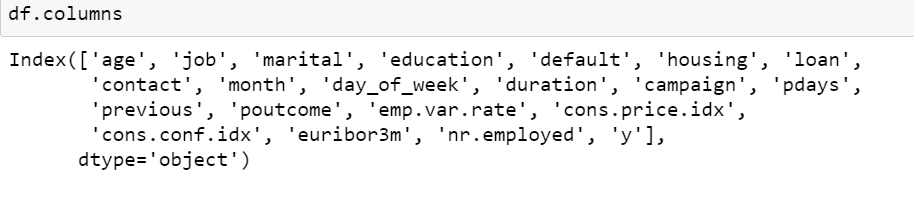 df.columns
Index(['age', 'job', 'marital', 'education', 'default', 'housing', 'loan',
'contact', 'month', 'day_of_week', 'duration', 'campaign', 'pdays',
'previous', 'poutcome', 'emp.var.rate', 'cons.price.idx',
'cons.conf.idx', 'euribor3m', 'nr.employed', 'y'],
dtype='object')